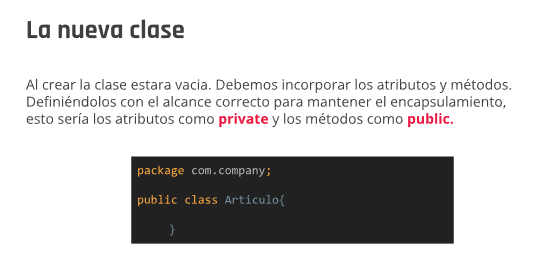 La nueva clase
Al crear la clase estara vacia. Debemos incorporar los atributos y métodos.
Definiéndolos con el alcance correcto para mantener el encapsulamiento,
esto sería los atributos como private y los métodos como public.
package com.company;
public class Articulo{
}